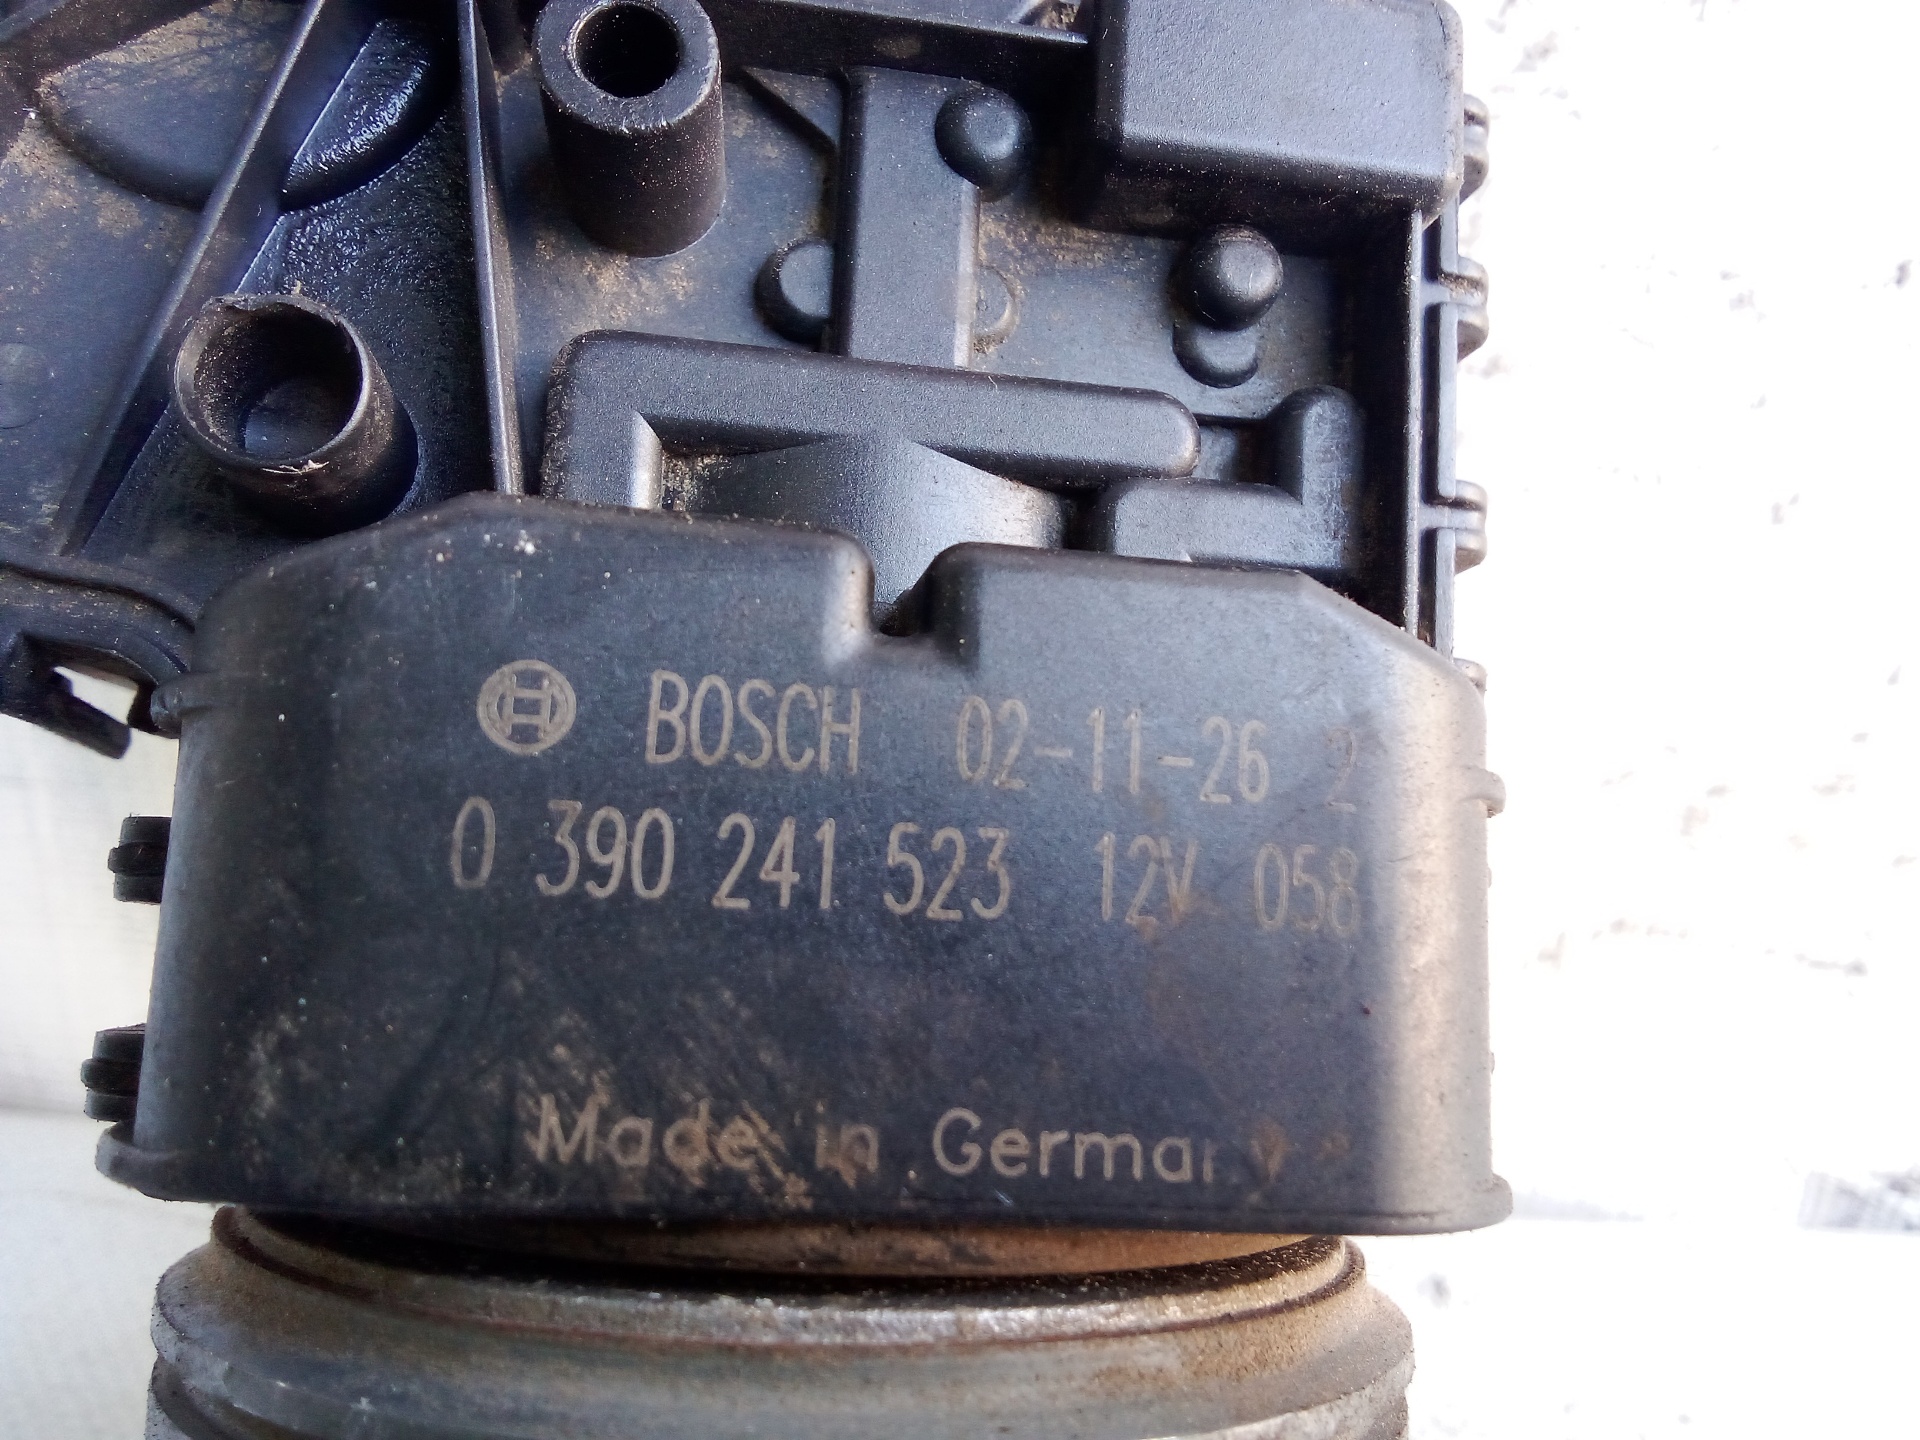 BOSCH 02-11-26 2
0 390 241 523 12V 058
Made in Germany